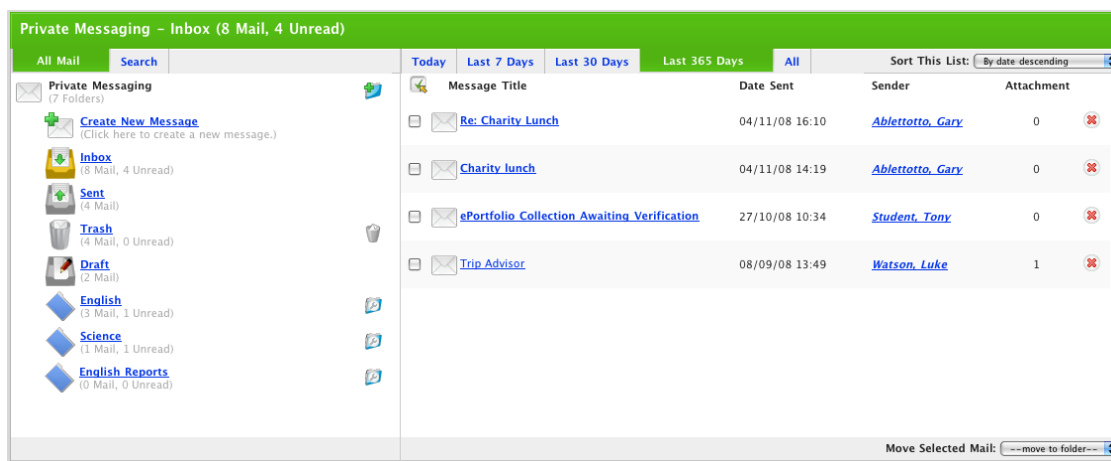 Private Messaging – Inbox (8 Mail, 4 Unread)
All Mail Search
Private Messaging
(7 Folders)
Create New Message
(Click here to create a new message.)
Inbox
(8 Mail, 4 Unread)
Sent
(4 Mail)
Trash
(4 Mail, 0 Unread)
Draft
(2 Mail)
English
(3 Mail, 1 Unread)
Science
(1 Mail, 1 Unread)
English Reports
(0 Mail, 0 Unread)
Today Last 7 Days Last 30 Days Last 365 Days All Sort This List: By date descending
Message Title Date Sent Sender Attachment
Re: Charity Lunch 04/11/08 16:10 Ablettotto, Gary 0
Charity lunch 04/11/08 14:19 Ablettotto, Gary 0
ePortfolio Collection Awaiting Verification 27/10/08 10:34 Student, Tony 0
Trip Advisor 08/09/08 13:49 Watson, Luke 1
Move Selected Mail: --move to folder--